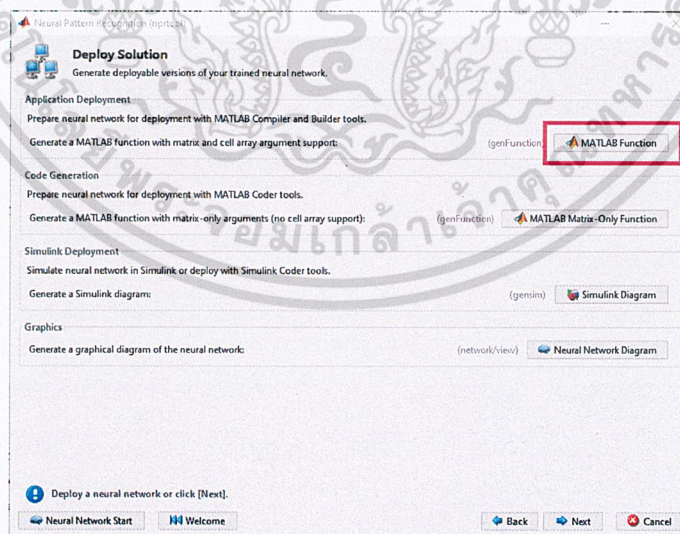 Neural Pattern Recognition (nprtool)
Deploy Solution
Generate deployable versions of your trained neural network.
Application Deployment
Prepare neural network for deployment with MATLAB Compiler and Builder tools.
Generate a MATLAB function with matrix and cell array argument support: (genFunction) MATLAB Function
Code Generation
Prepare neural network for deployment with MATLAB Coder tools.
Generate a MATLAB function with matrix-only arguments (no cell array support): (genFunction) MATLAB Matrix-Only Function
Simulink Deployment
Simulate neural network in Simulink or deploy with Simulink Coder tools.
Generate a Simulink diagram: (gensim) Simulink Diagram
Graphics
Generate a graphical diagram of the neural network: (network/view) Neural Network Diagram
Deploy a neural network or click [Next].
Neural Network Start Welcome Back Next Cancel